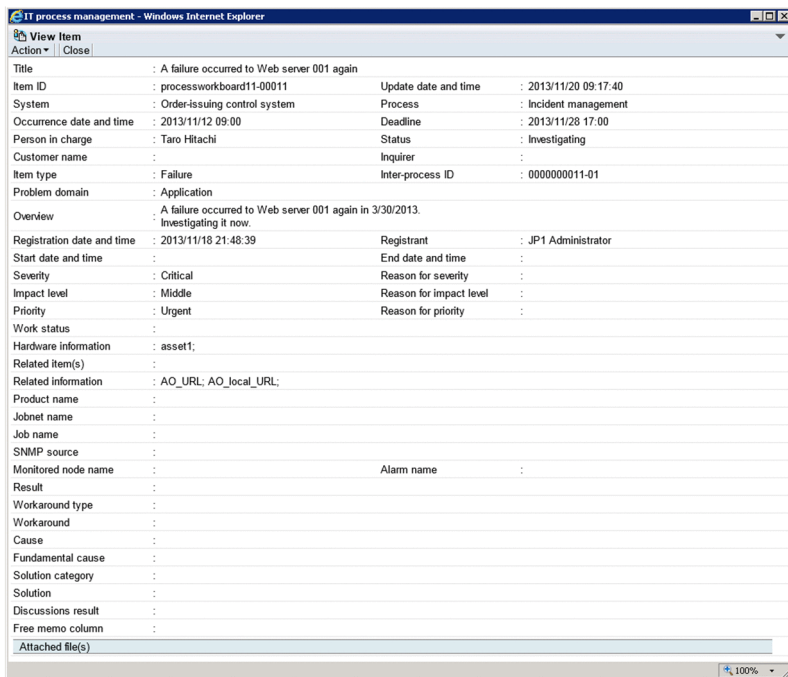 IT process management - Windows Internet Explorer
View Item
Action Close
Title : A failure occurred to Web server 001 again
Item ID : processworkboard11-00011 Update date and time : 2013/11/20 09:17:40
System : Order-issuing control system Process : Incident management
Occurrence date and time : 2013/11/12 09:00 Deadline : 2013/11/28 17:00
Person in charge : Taro Hitachi Status : Investigating
Customer name : Inquirer :
Item type : Failure Inter-process ID : 0000000011-01
Problem domain : Application
Overview : A failure occurred to Web server 001 again in 3/30/2013.
Investigating it now.
Registration date and time : 2013/11/18 21:48:39 Registrant : JP1 Administrator
Start date and time : End date and time :
Severity : Critical Reason for severity :
Impact level : Middle Reason for impact level :
Priority : Urgent Reason for priority :
Work status :
Hardware information : asset1;
Related item(s) :
Related information : AO_URL; AO_local_URL;
Product name :
Jobnet name :
Job name :
SNMP source :
Monitored node name : Alarm name :
Result :
Workaround type :
Workaround :
Cause :
Fundamental cause :
Solution category :
Solution :
Discussions result :
Free memo column :
Attached file(s)
100%